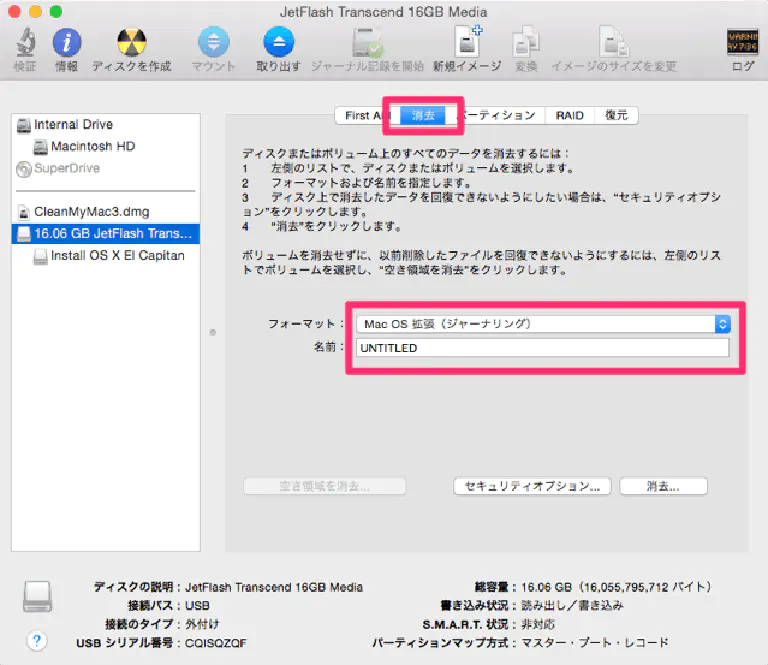 JetFlash Transcend 16GB Media
検証
情報
ディスクを作成
マウント
取り出す
ジャーナル記録を開始
新規イメージ
変換
イメージのサイズを変更
ログ
First A
消去
パーティション
RAID
復元
Internal Drive
Macintosh HD
SuperDrive
CleanMyMac3.dmg
16.06 GB JetFlash Trans...
Install OS X El Capitan
ディスクまたはボリューム上のすべてのデータを消去するには：
1 左側のリストで、ディスクまたはボリュームを選択します。
2 フォーマットおよび名前を指定します。
3 ディスク上で消去したデータを回復できないようにしたい場合は、“セキュリティオプシ
ョン”をクリックします。
4 “消去”をクリックします。
ボリュームを消去せずに、以前削除したファイルを回復できないようにするには、左側のリス
トでボリュームを選択し、“空き領域を消去”をクリックします。
フォーマット： Mac OS 拡張（ジャーナリング）
名前： UNTITLED
空き領域を消去...
セキュリティオプション...
消去...
ディスクの説明：JetFlash Transcend 16GB Media
接続バス：USB
接続のタイプ：外付け
USB シリアル番号：CQISQZQF
総容量：16.06 GB（16,055,795,712 バイト）
書き込み状況：読み出し／書き込み
S.M.A.R.T. 状況：非対応
パーティションマップ方式：マスター・ブート・レコード